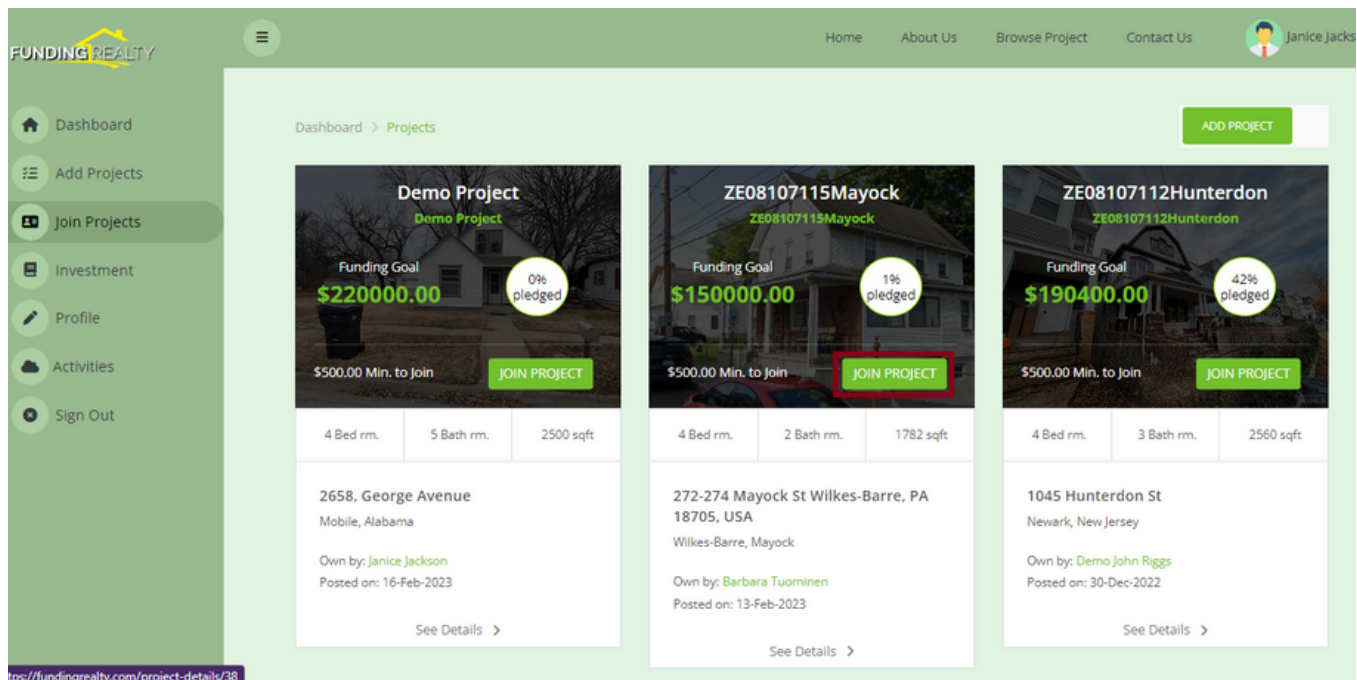 FUNDING REALTY
Home
About Us
Browse Project
Contact Us
Janice Jacks
Dashboard
Add Projects
Join Projects
Investment
Profile
Activities
Sign Out
Dashboard > Projects
ADD PROJECT
Demo Project
Demo Project
Funding Goal
$220000.00
0%
pledged
$500.00 Min. to Join
JOIN PROJECT
4 Bed rm.
5 Bath rm.
2500 sqft
2658, George Avenue
Mobile, Alabama
Own by: Janice Jackson
Posted on: 16-Feb-2023
See Details >
ZE08107115Mayock
ZE08107115Mayock
Funding Goal
$150000.00
1%
pledged
$500.00 Min. to Join
JOIN PROJECT
4 Bed rm.
2 Bath rm.
1782 sqft
272-274 Mayock St Wilkes-Barre, PA
18705, USA
Wilkes-Barre, Mayock
Own by: Barbara Tuominen
Posted on: 13-Feb-2023
See Details >
ZE08107112Hunterdon
ZE08107112Hunterdon
Funding Goal
$190400.00
42%
pledged
$500.00 Min. to Join
JOIN PROJECT
4 Bed rm.
3 Bath rm.
2560 sqft
1045 Hunterdon St
Newark, New Jersey
Own by: Demo John Riggs
Posted on: 30-Dec-2022
See Details >
tps://fundingrealty.com/project-details/38